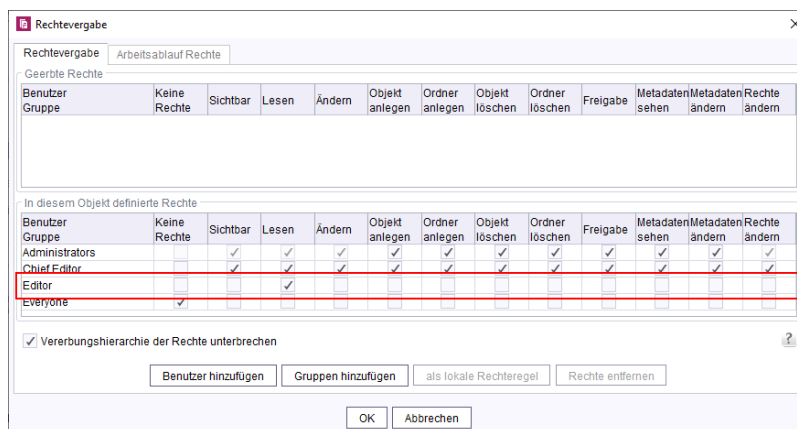 Rechtevergabe
Rechtevergabe Arbeitsablauf Rechte
Geerbte Rechte
Benutzer Gruppe Keine Rechte Sichtbar Lesen Ändern Objekt anlegen Ordner anlegen Objekt löschen Ordner löschen Freigabe Metadaten sehen Metadaten ändern Rechte ändern
In diesem Objekt definierte Rechte
Benutzer Gruppe Keine Rechte Sichtbar Lesen Ändern Objekt anlegen Ordner anlegen Objekt löschen Ordner löschen Freigabe Metadaten sehen Metadaten ändern Rechte ändern
Administrators
Chief Editor
Editor
Everyone
Vererbungshierarchie der Rechte unterbrechen
?
Benutzer hinzufügen Gruppen hinzufügen als lokale Rechteregel Rechte entfernen
OK Abbrechen